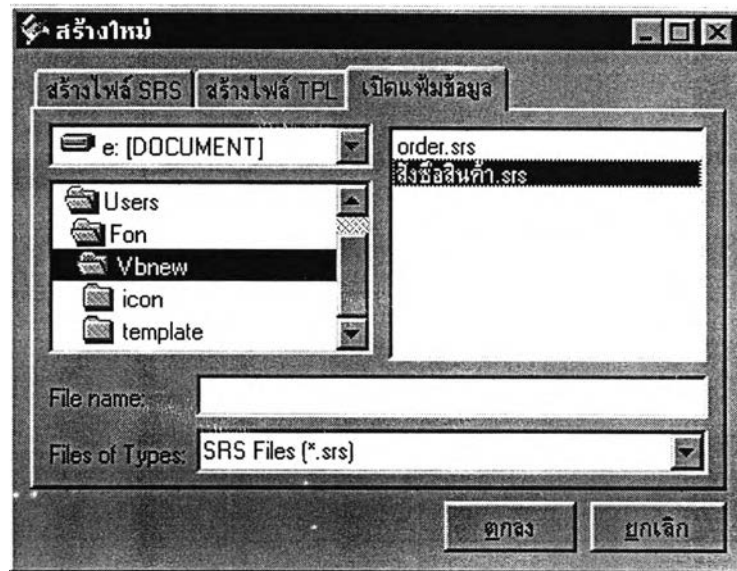 สร้างใหม่
สร้างไฟล์ SRS
สร้างไฟล์ TPL
เปิดแฟ้มข้อมูล
e: [DOCUMENT]
Users
Fon
Vbnew
icon
template
order.srs
สั่งซื้อสินค้า.srs
File name:
Files of Types:
SRS Files (*.srs)
ตกลง
ยกเลิก